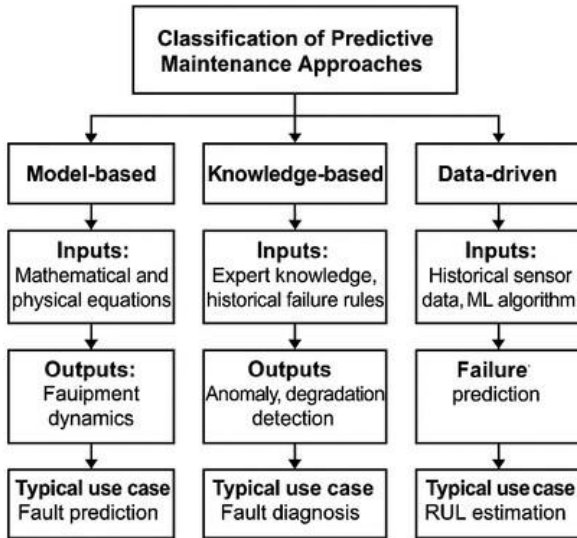 Classification of Predictive
Maintenance Approaches
Model-based
Inputs:
Mathematical and
physical equations
Outputs:
Fauipment
dynamics
Typical use case
Fault prediction
Knowledge-based
Inputs:
Expert knowledge,
historical failure rules
Outputs
Anomaly, degradation
detection
Typical use case
Fault diagnosis
Data-driven
Inputs:
Historical sensor
data, ML algorithm
Failure
prediction
Typical use case
RUL estimation